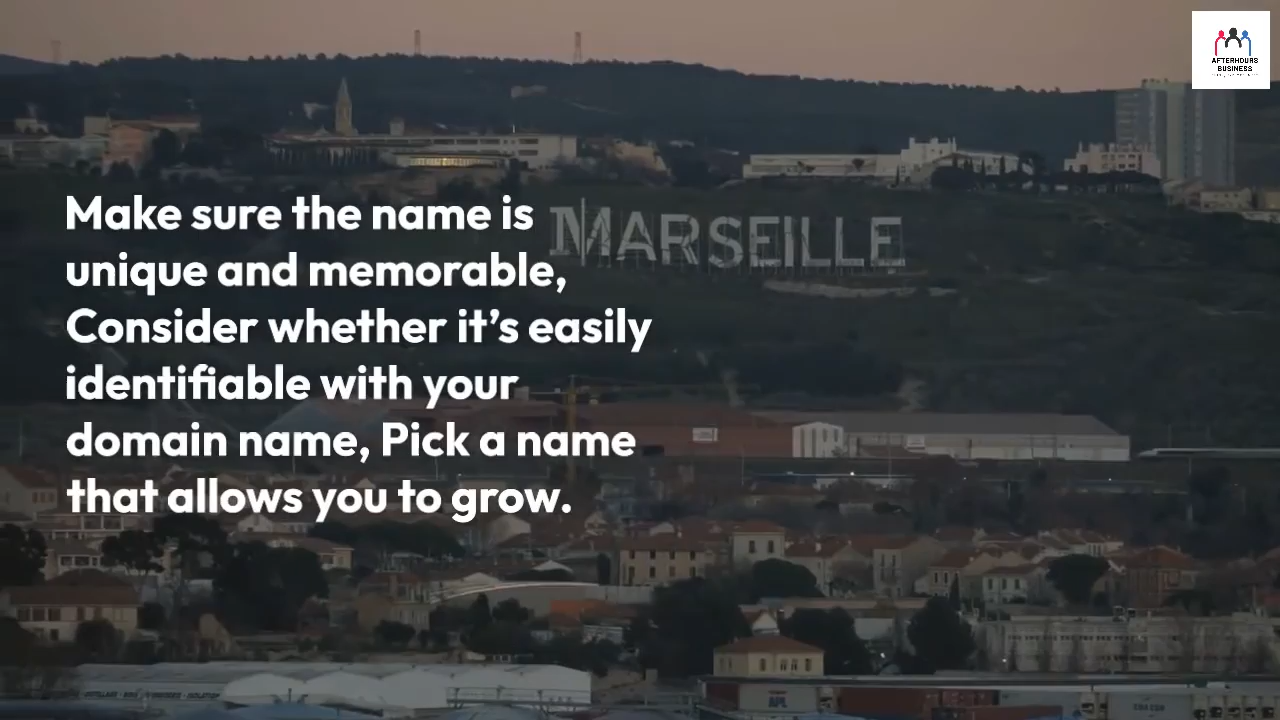 AFTERHOURS
BUSINESS
MARSEILLE
Make sure the name is
unique and memorable,
Consider whether it’s easily
identifiable with your
domain name, Pick a name
that allows you to grow.
APL